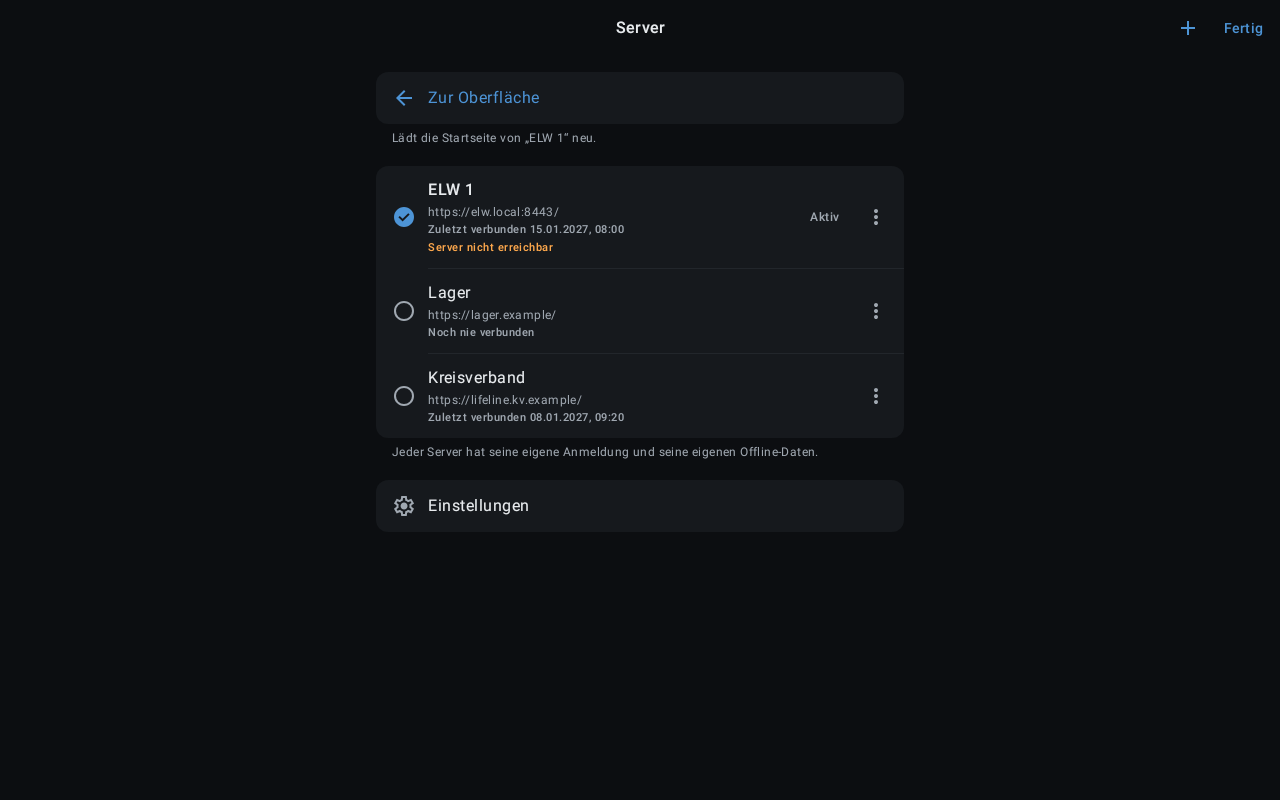 Server
Fertig
Zur Oberfläche
Lädt die Startseite von „ELW 1“ neu.
ELW 1
https://elw.local:8443/
Zuletzt verbunden 15.01.2027, 08:00
Server nicht erreichbar
Aktiv
Lager
https://lager.example/
Noch nie verbunden
Kreisverband
https://lifeline.kv.example/
Zuletzt verbunden 08.01.2027, 09:20
Jeder Server hat seine eigene Anmeldung und seine eigenen Offline-Daten.
Einstellungen